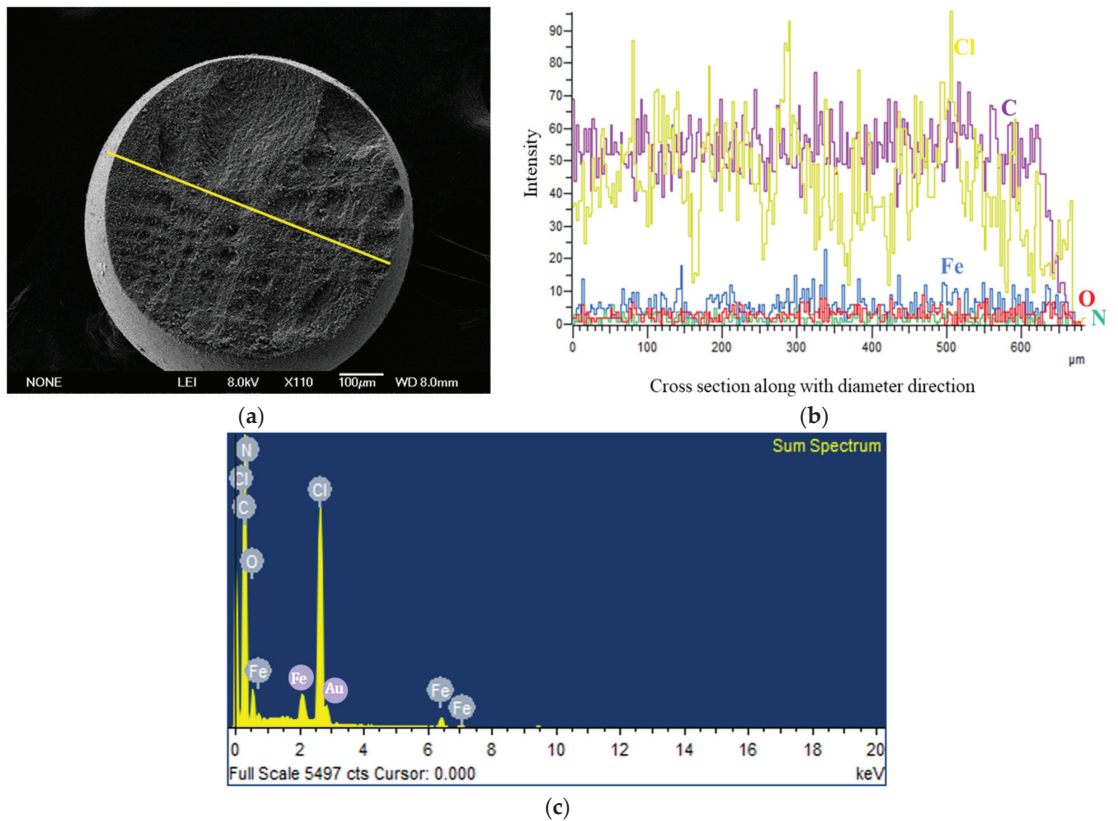 NONE LEI 8.0kV X110 100µm WD 8.0mm
(a)
Intensity
90
80
70
60
50
40
30
20
10
0
Cl
C
Fe
O
N
0 100 200 300 400 500 600
µm
Cross section along with diameter direction
(b)
Sum Spectrum
N
Cl
Cl
C
O
Fe
Fe
Au
Fe
Fe
0 2 4 6 8 10 12 14 16 18 20
Full Scale 5497 cts Cursor: 0.000 keV
(c)